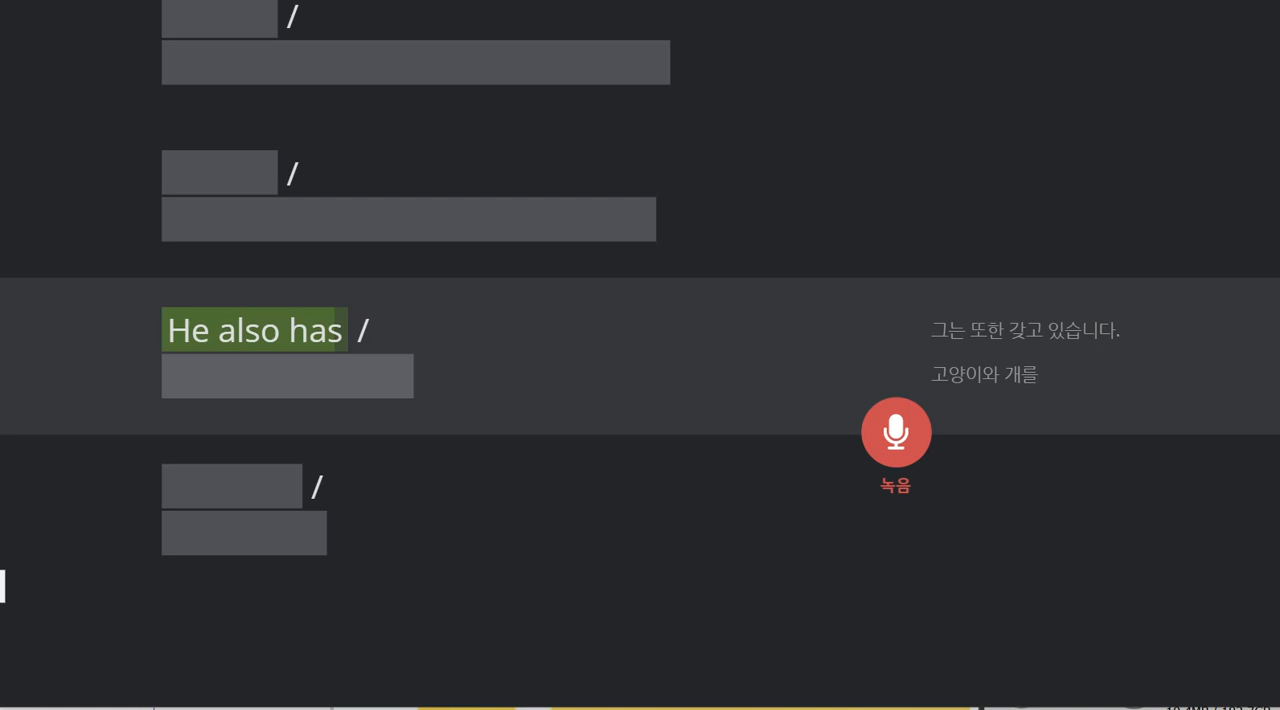 /
/
He also has /
그는 또한 갖고 있습니다.
고양이와 개를
녹음
/